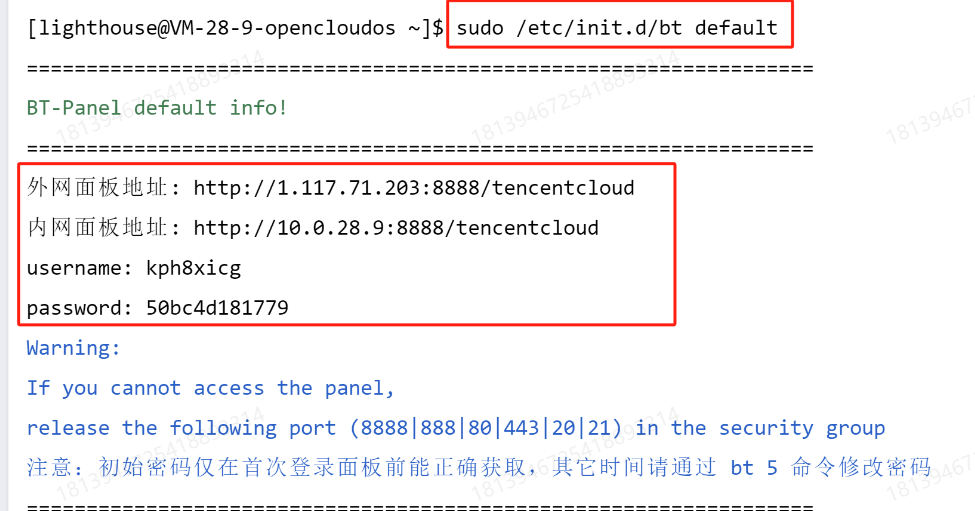 [lighthouse@VM-28-9-opencloudos ~]$ sudo /etc/init.d/bt default
==================================================================
BT-Panel default info!
==================================================================
外网面板地址: http://1.117.71.203:8888/tencentcloud
内网面板地址: http://10.0.28.9:8888/tencentcloud
username: kph8xicg
password: 50bc4d181779
Warning:
If you cannot access the panel,
release the following port (8888|888|80|443|20|21) in the security group
注意：初始密码仅在首次登录面板前能正确获取，其它时间请通过 bt 5 命令修改密码
==================================================================